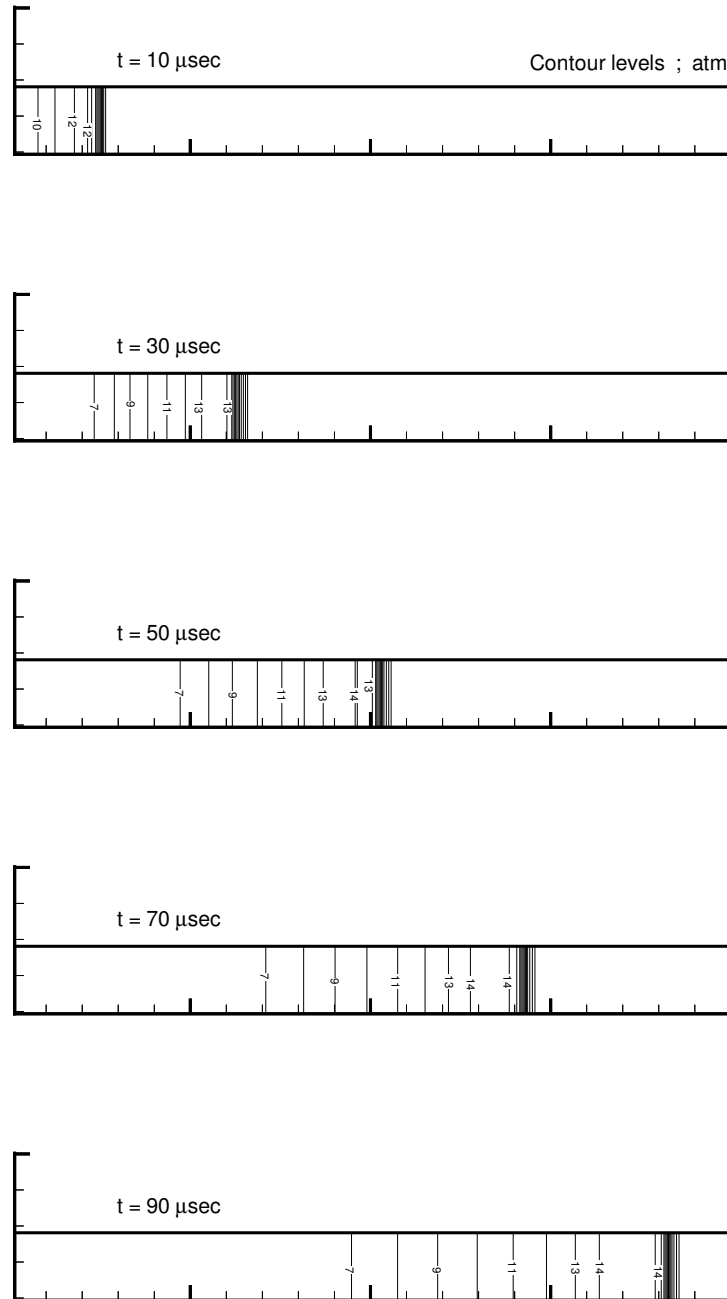 t = 10 μsec
Contour levels ; atm
10 12 12
t = 30 μsec
7 9 11 13 13
t = 50 μsec
7 9 11 13 14 13
t = 70 μsec
7 9 11 13 14 14
t = 90 μsec
7 9 11 13 14 14